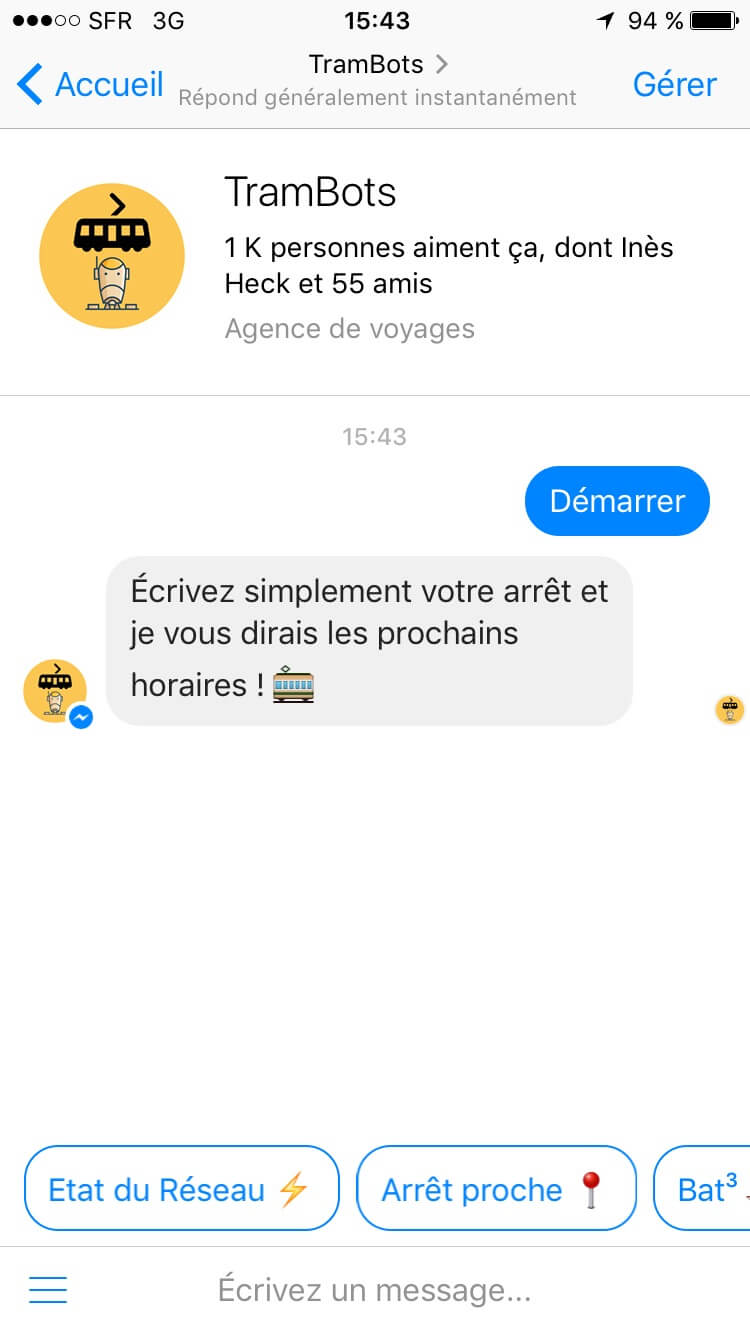 SFR 3G 15:43 94 %
Accueil TramBots Gérer
Répond généralement instantanément
TramBots
1 K personnes aiment ça, dont Inès
Heck et 55 amis
Agence de voyages
15:43
Démarrer
Écrivez simplement votre arrêt et
je vous dirais les prochains
horaires !
Etat du Réseau Arrêt proche Bat³
Écrivez un message...